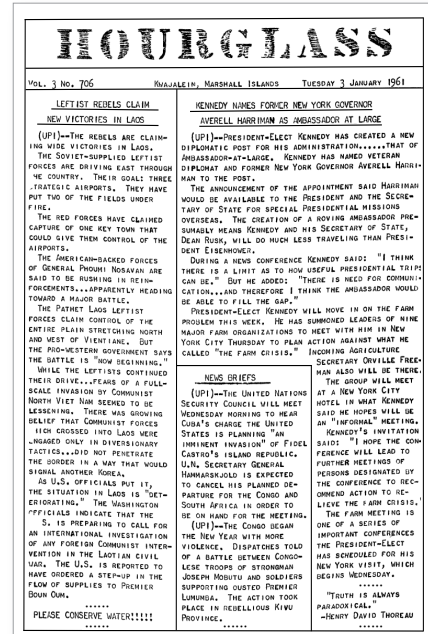 HOURGLASS
VOL. 3 NO. 706 KWAJALEIN, MARSHALL ISLANDS TUESDAY 3 JANUARY 1961
LEFTIST REBELS CLAIM
NEW VICTORIES IN LAOS
(UPI)--THE REBELS ARE CLAIM-
ING WIDE VICTORIES IN LAOS.
THE SOVIET-SUPPLIED LEFTIST
FORCES ARE DRIVING EAST THROUGH
HE COUNTRY. THEIR GOAL: THREE
TRATEGIC AIRPORTS. THEY HAVE
PUT TWO OF THE FIELDS UNDER
FIRE.
THE RED FORCES HAVE CLAIMED
CAPTURE OF ONE KEY TOWN THAT
COULD GIVE THEM CONTROL OF THE
AIRPORTS.
THE AMERICAN-BACKED FORCES
OF GENERAL PHOUMI NOSAVAN ARE
SAID TO BE RUSHING IN REIN-
FORCEMENTS...APPARENTLY HEADING
TOWARD A MAJOR BATTLE.
THE PATHET LAOS LEFTIST
FORCES CLAIM CONTROL OF THE
ENTIRE PLAIN STRETCHING NORTH
AND WEST OF VIENTIANE. BUT
THE PRO-WESTERN GOVERNMENT SAYS
THE BATTLE IS "NOW BEGINNING."
WHILE THE LEFTISTS CONTINUED
THEIR DRIVE...FEARS OF A FULL-
SCALE INVASION BY COMMUNIST
NORTH VIET NAM SEEMED TO BE
LESSENING. THERE WAS GROWING
BELIEF THAT COMMUNIST FORCES
ICH CROSSED INTO LAOS WERE
NGAGED ONLY IN DIVERSIONARY
TACTICS...DID NOT PENETRATE
THE BORDER IN A WAY THAT WOULD
SIGNAL ANOTHER KOREA.
AS U.S. OFFICIALS PUT IT,
THE SITUATION IN LAOS IS "DET-
ERIORATING." THE WASHINGTON
FFICIALS INDICATE THAT THE
S. IS PREPARING TO CALL FOR
AN INTERNATIONAL INVESTIGATION
OF ANY FOREIGN COMMUNIST INTER-
VENTION IN THE LAOTIAN CIVIL
WAR. THE U.S. IS REPORTED TO
HAVE ORDERED A STEP-UP IN THE
FLOW OF SUPPLIES TO PREMIER
BOUN OUM.
......
PLEASE CONSERVE WATER!!!!!
......
KENNEDY NAMES FORMER NEW YORK GOVERNOR
AVERELL HARRIMAN AS AMBASSADOR AT LARGE
(UPI)--PRESIDENT-ELECT KENNEDY HAS CREATED A NEW
DIPLOMATIC POST FOR HIS ADMINISTRATION......THAT OF
AMBASSADOR-AT-LARGE. KENNEDY HAS NAMED VETERAN
DIPLOMAT AND FORMER NEW YORK GOVERNOR AVERELL HARRI-
MAN TO THE POST.
THE ANNOUNCEMENT OF THE APPOINTMENT SAID HARRIMAN
WOULD BE AVAILABLE TO THE PRESIDENT AND THE SECRE-
TARY OF STATE FOR SPECIAL PRESIDENTIAL MISSIONS
OVERSEAS. THE CREATION OF A ROVING AMBASSADOR PRE-
SUMABLY MEANS KENNEDY AND HIS SECRETARY OF STATE,
DEAN RUSK, WILL DO MUCH LESS TRAVELING THAN PRESI-
DENT EISENHOWER.
DURING A NEWS CONFERENCE KENNEDY SAID: "I THINK
THERE IS A LIMIT AS TO HOW USEFUL PRESIDENTIAL TRIPS
CAN BE." BUT HE ADDED: "THERE IS NEED FOR COMMUNI-
CATION...AND THEREFORE I THINK THE AMBASSADOR WOULD
BE ABLE TO FILL THE GAP."
PRESIDENT-ELECT KENNEDY WILL MOVE IN ON THE FARM
PROBLEM THIS WEEK. HE HAS SUMMONED LEADERS OF NINE
MAJOR FARM ORGANIZATIONS TO MEET WITH HIM IN NEW
YORK CITY THURSDAY TO PLAN ACTION AGAINST WHAT HE
CALLED "THE FARM CRISIS." INCOMING AGRICULTURE
SECRETARY ORVILLE FREE-
MAN ALSO WILL BE THERE.
THE GROUP WILL MEET
AT A NEW YORK CITY
HOTEL IN WHAT KENNEDY
SAID HE HOPES WILL BE
AN "INFORMAL" MEETING.
KENNEDY'S INVITATION
SAID: "I HOPE THE CON-
FERENCE WILL LEAD TO
FURTHER MEETINGS OF
PERSONS DESIGNATED BY
THE CONFERENCE TO REC-
OMMEND ACTION TO RE-
LIEVE THE FARM CRISIS."
THE FARM MEETING IS
ONE OF A SERIES OF
IMPORTANT CONFERENCES
THE PRESIDENT-ELECT
HAS SCHEDULED FOR HIS
NEW YORK VISIT, WHICH
BEGINS WEDNESDAY.
......
"TRUTH IS ALWAYS
PARADOXICAL."
-HENRY DAVID THOREAU
......
NEWS BRIEFS
(UPI)--THE UNITED NATIONS
SECURITY COUNCIL WILL MEET
WEDNESDAY MORNING TO HEAR
CUBA'S CHARGE THE UNITED
STATES IS PLANNING "AN
IMMINENT INVASION" OF FIDEL
CASTRO'S ISLAND REPUBLIC.
U.N. SECRETARY GENERAL
HAMMARSKJOLD IS EXPECTED
TO CANCEL HIS PLANNED DE-
PARTURE FOR THE CONGO AND
SOUTH AFRICA IN ORDER TO
BE ON HAND FOR THE MEETING.
(UPI)--THE CONGO BEGAN
THE NEW YEAR WITH MORE
VIOLENCE. DISPATCHES TOLD
OF A BATTLE BETWEEN CONGO-
LESE TROOPS OF STRONGMAN
JOSEPH MOBUTU AND SOLDIERS
SUPPORTING OUSTED PREMIER
LUMUMBA. THE ACTION TOOK
PLACE IN REBELLIOUS KIVU
PROVINCE.
......